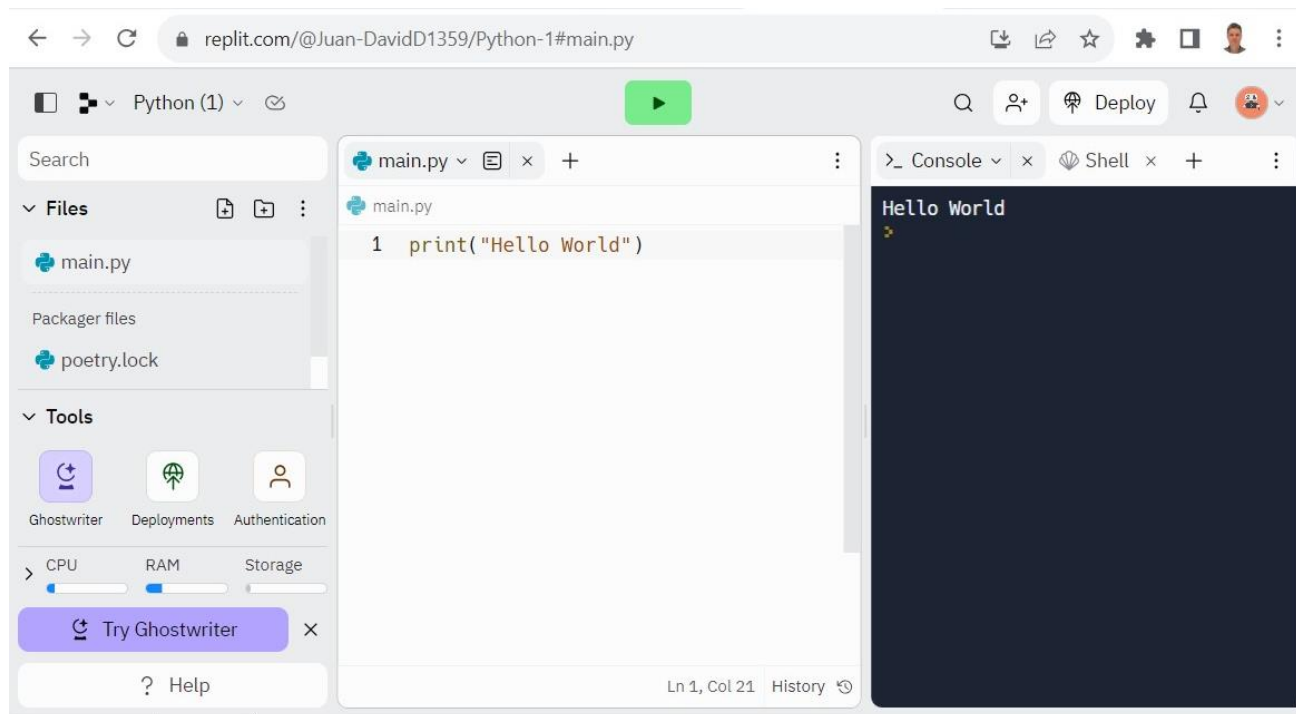 replit.com/@Juan-DavidD1359/Python-1#main.py
Python (1)
Deploy
Search
Files
main.py
Packager files
poetry.lock
Tools
Ghostwriter Deployments Authentication
CPU RAM Storage
Try Ghostwriter
? Help
main.py
main.py
1 print("Hello World")
Ln 1, Col 21 History
>_ Console Shell
Hello World
>